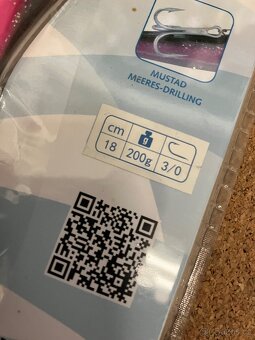 MUSTAD
MEERES-DRILLING
cm g
18 200g 3/0